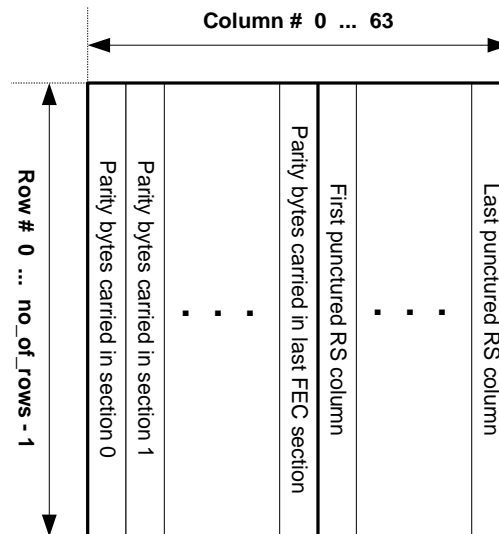 Column # 0 ... 63
Row # 0 ... no_of_rows - 1
Parity bytes carried in section 0
Parity bytes carried in section 1
. . .
Parity bytes carried in last FEC section
First punctured RS column
. . .
Last punctured RS column